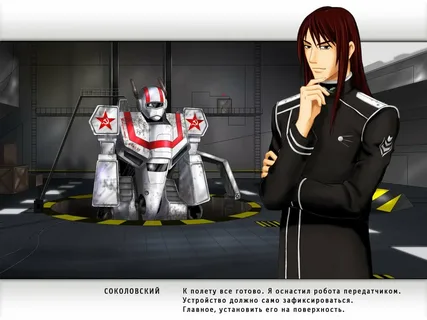 СОКОЛОВСКИЙ
К полету все готово. Я оснастил робота передатчиком.
Устройство должно само зафиксироваться.
Главное, установить его на поверхность.